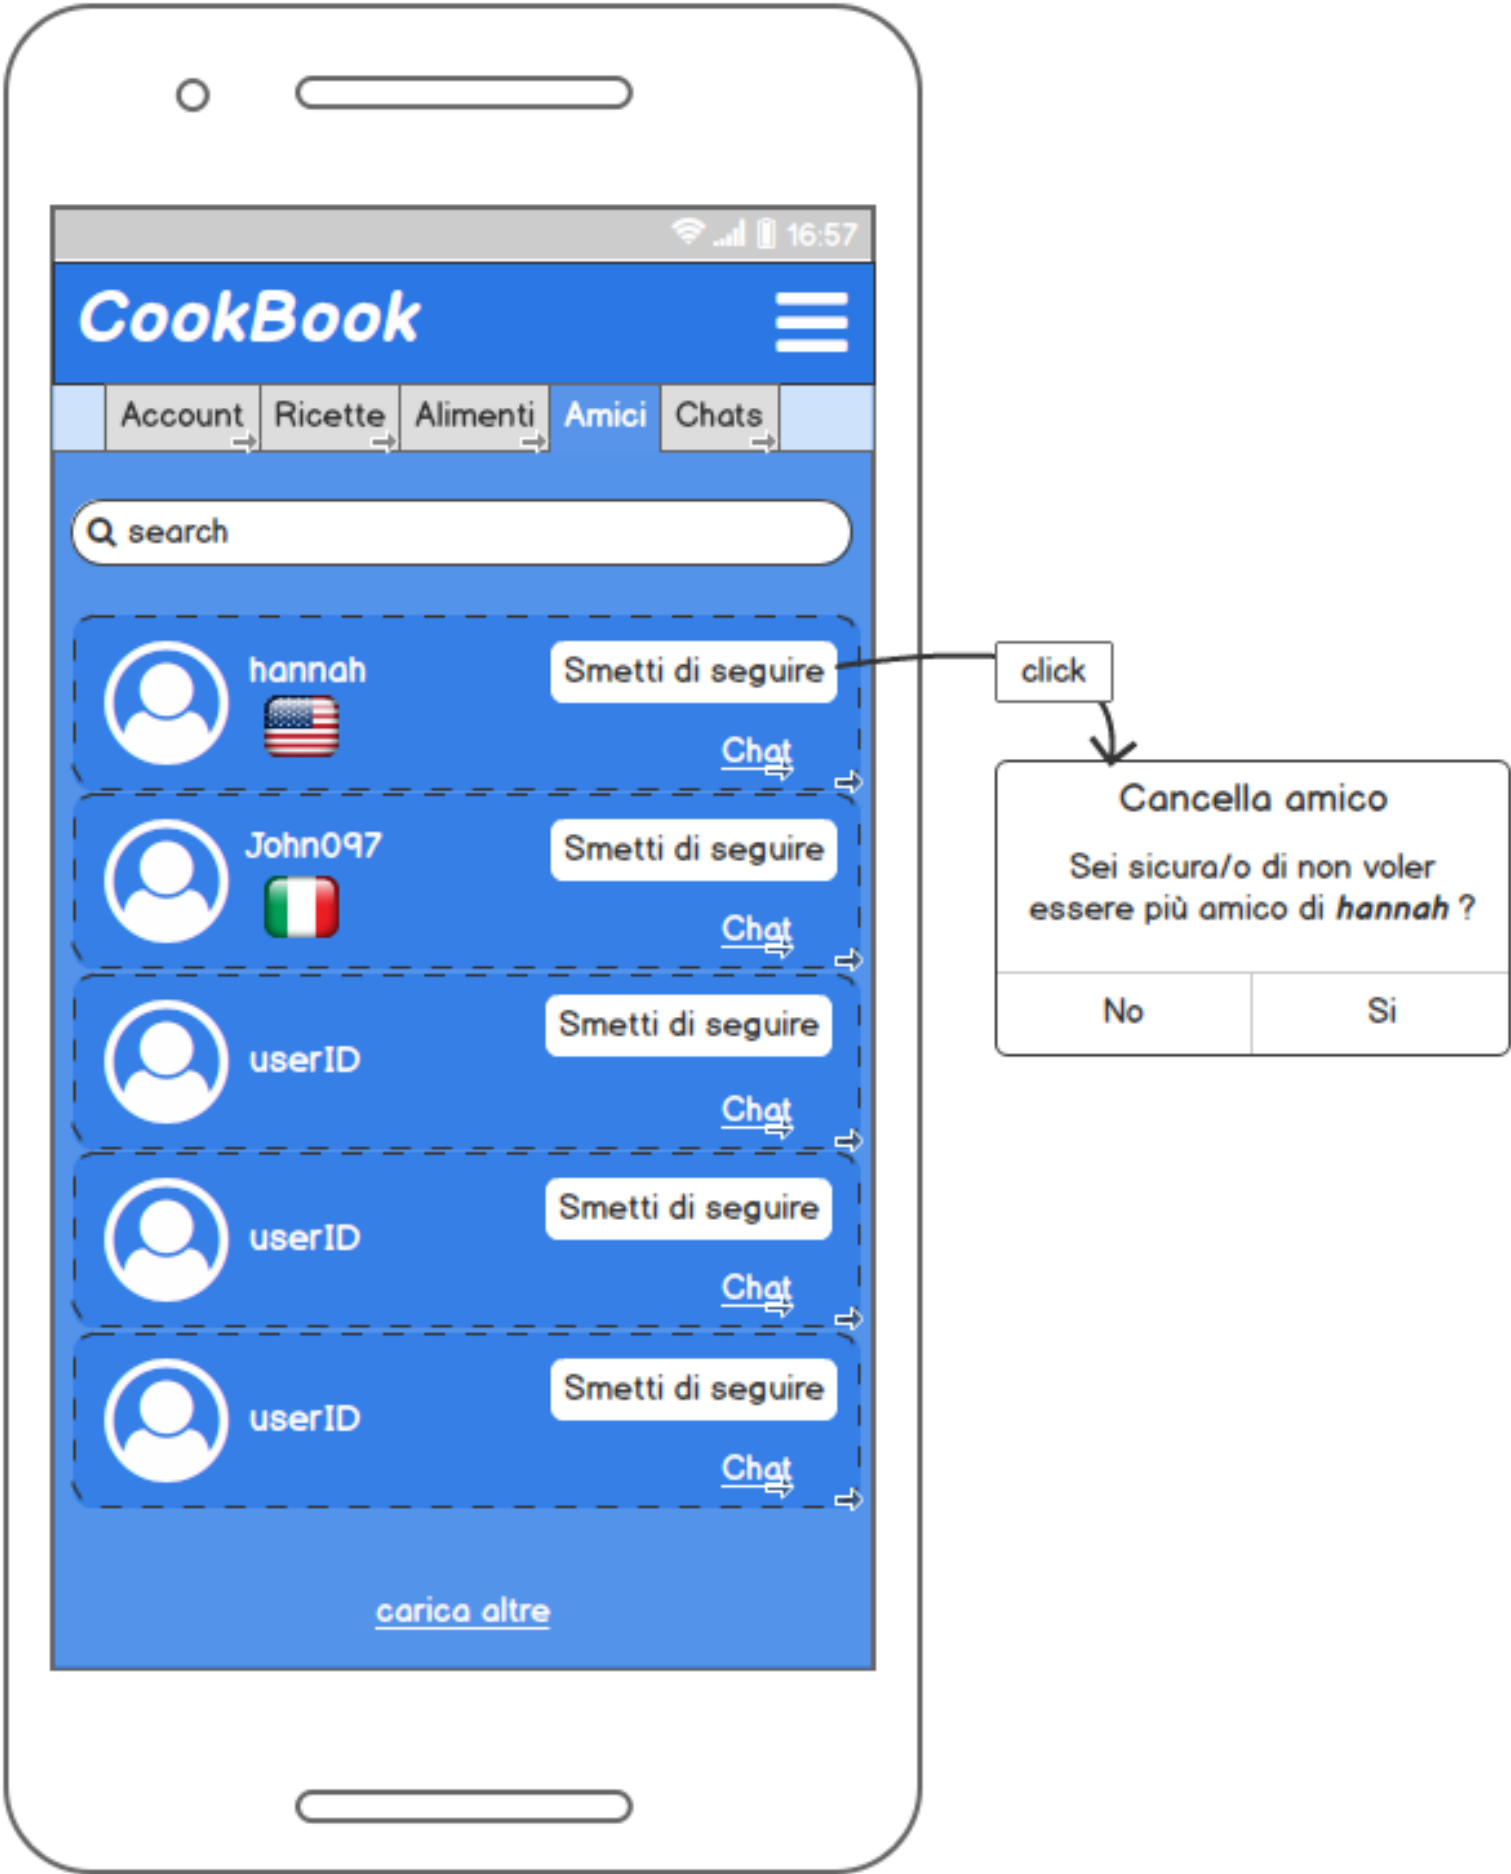 16:57
CookBook
Account Ricette Alimenti Amici Chats
search
hannah
Smetti di seguire
Chat
John097
Smetti di seguire
Chat
userID
Smetti di seguire
Chat
userID
Smetti di seguire
Chat
userID
Smetti di seguire
Chat
carica altre
click
Cancella amico
Sei sicura/o di non voler
essere più amico di hannah ?
No Si